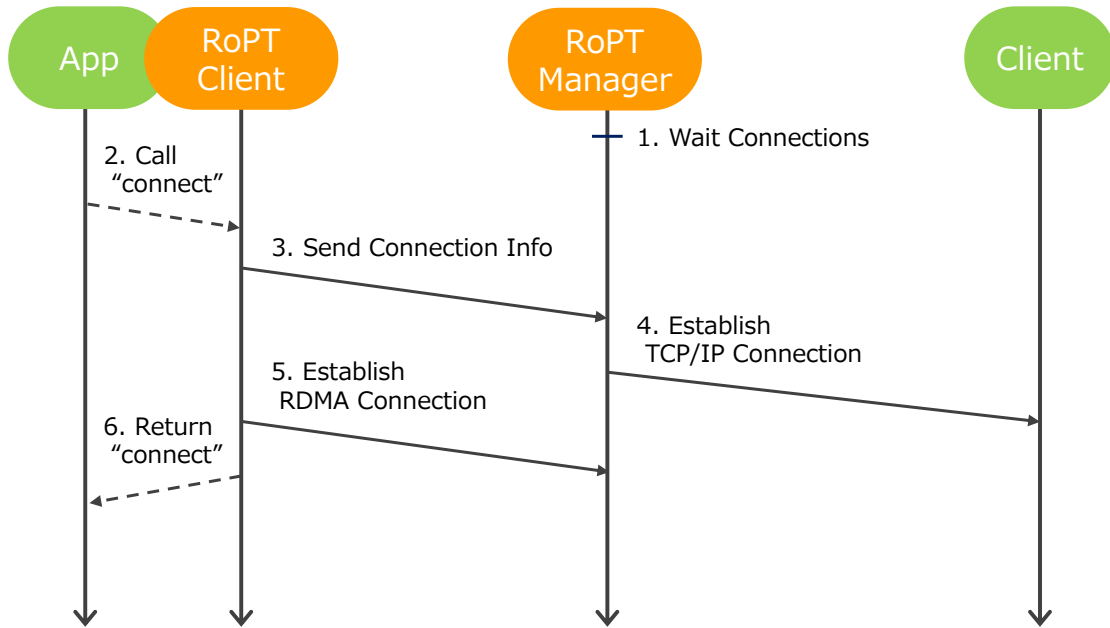 App
RoPT
Client
RoPT
Manager
Client
1. Wait Connections
2. Call
“connect”
3. Send Connection Info
4. Establish
TCP/IP Connection
5. Establish
RDMA Connection
6. Return
“connect”